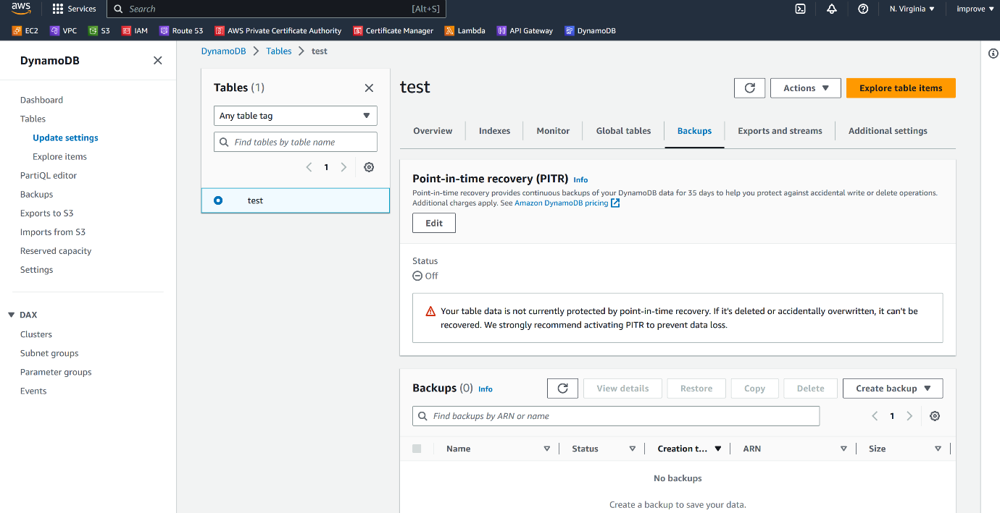 aws
Services
Search
[Alt+S]
N. Virginia
improve
EC2
VPC
S3
IAM
Route 53
AWS Private Certificate Authority
Certificate Manager
Lambda
API Gateway
DynamoDB
DynamoDB
Dashboard
Tables
Update settings
Explore items
PartiQL editor
Backups
Exports to S3
Imports from S3
Reserved capacity
Settings
DAX
Clusters
Subnet groups
Parameter groups
Events
DynamoDB
Tables
test
Tables (1)
Any table tag
Find tables by table name
1
test
test
Actions
Explore table items
Overview
Indexes
Monitor
Global tables
Backups
Exports and streams
Additional settings
Point-in-time recovery (PITR) Info
Point-in-time recovery provides continuous backups of your DynamoDB data for 35 days to help you protect against accidental write or delete operations.
Additional charges apply. See Amazon DynamoDB pricing
Edit
Status
Off
Your table data is not currently protected by point-in-time recovery. If it's deleted or accidentally overwritten, it can't be
recovered. We strongly recommend activating PITR to prevent data loss.
Backups (0) Info
View details
Restore
Copy
Delete
Create backup
Find backups by ARN or name
1
Name
Status
Creation t...
ARN
Size
No backups
Create a backup to save your data.